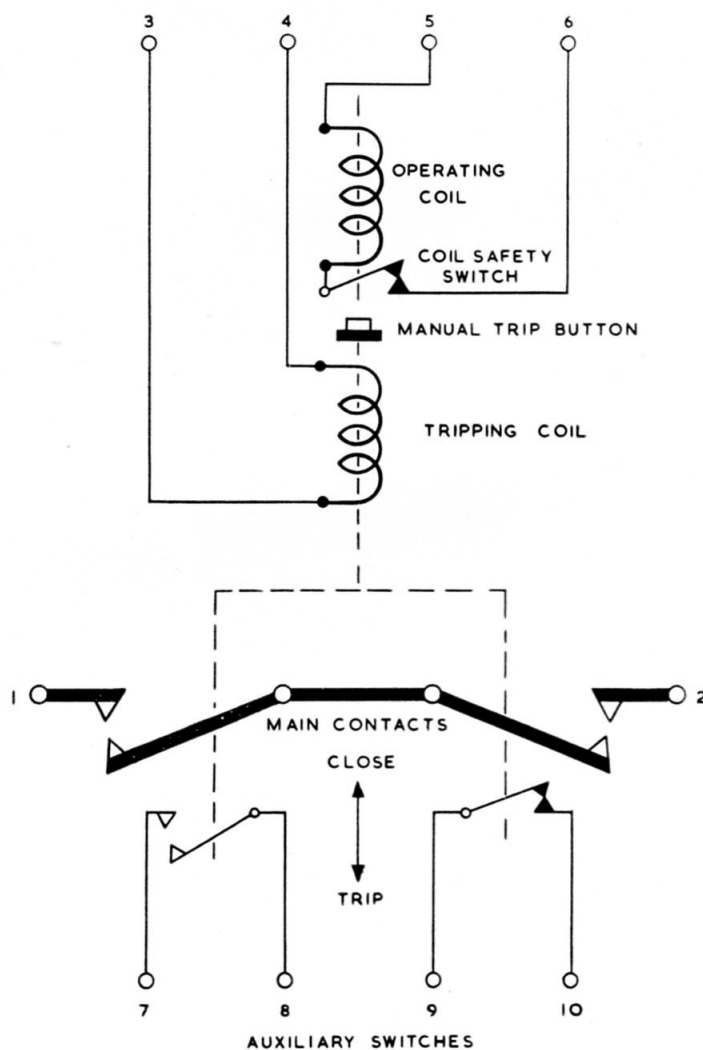 3 4 5 6
OPERATING
COIL
COIL SAFETY
SWITCH
MANUAL TRIP BUTTON
TRIPPING COIL
1 2
MAIN CONTACTS
CLOSE
TRIP
7 8 9 10
AUXILIARY SWITCHES